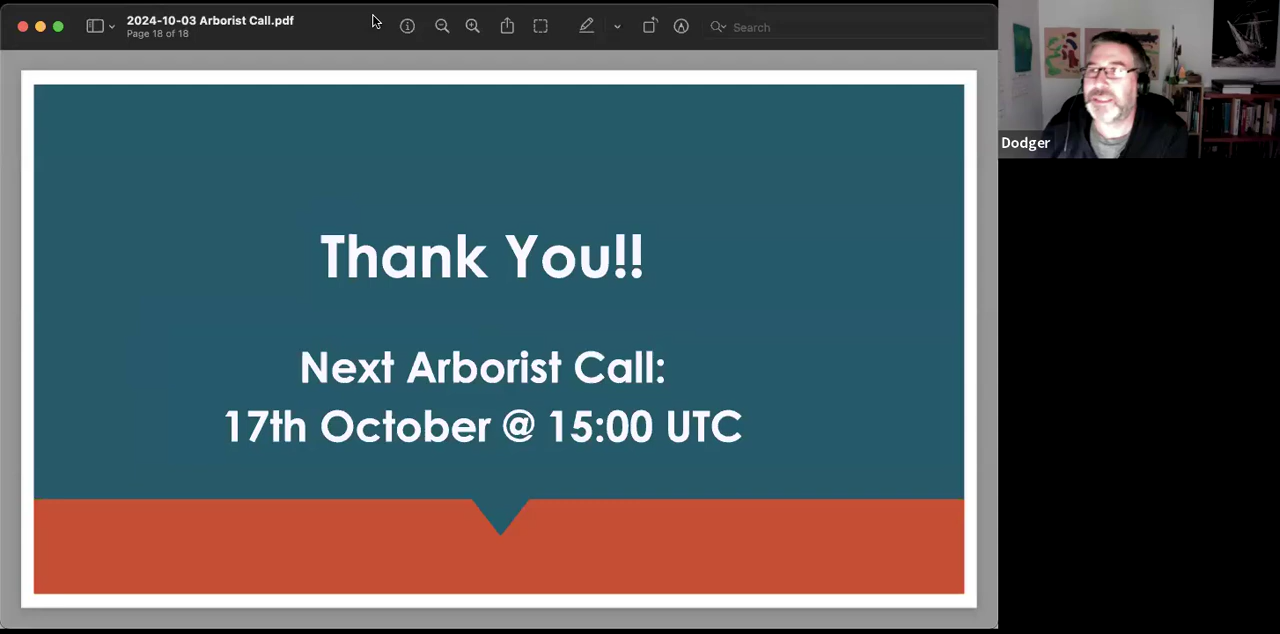 2024-10-03 Arborist Call.pdf
Page 18 of 18
Search
Dodger
Thank You!!
Next Arborist Call:
17th October @ 15:00 UTC